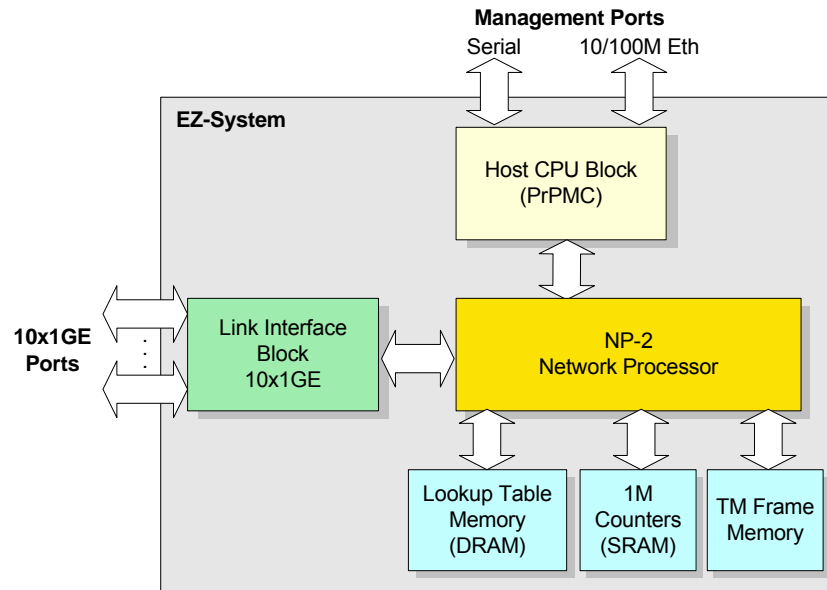 Management Ports
Serial
10/100M Eth
EZ-System
Host CPU Block
(PrPMC)
10x1GE
Ports
Link Interface
Block
10x1GE
NP-2
Network Processor
Lookup Table
Memory
(DRAM)
1M
Counters
(SRAM)
TM Frame
Memory